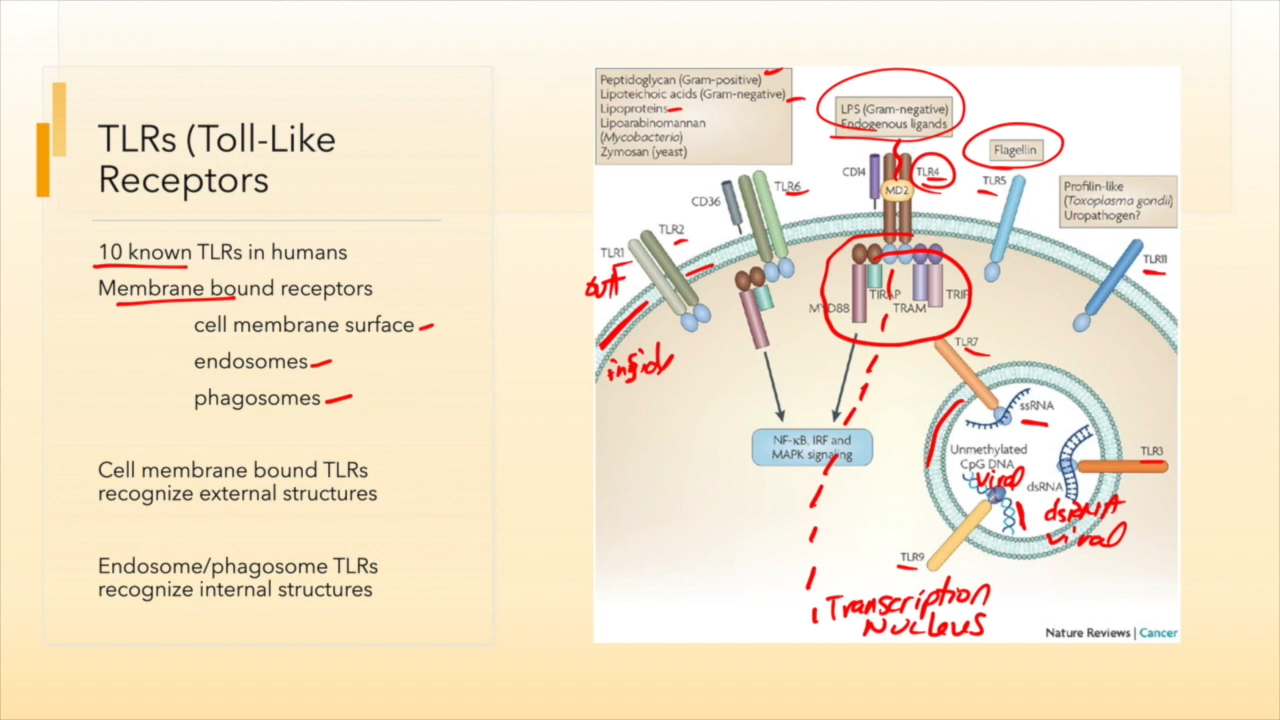 TLRs (Toll-Like
Receptors
10 known TLRs in humans
Membrane bound receptors
cell membrane surface
endosomes
phagosomes
Cell membrane bound TLRs
recognize external structures
Endosome/phagosome TLRs
recognize internal structures
Peptidoglycan (Gram-positive)
Lipoteichoic acids (Gram-negative)
Lipoproteins
Lipoarabinomannan
(Mycobacteria)
Zymosan (yeast)
LPS (Gram-negative)
Endogenous ligands
Flagellin
Profilin-like
(Toxoplasma gondii)
Uropathogen?
CD14
TLR4
MD2
TLR5
TLR6
CD36
TLR2
TLR1
TLR11
TIRAP
MYD88
TRAM
TRIF
TLR7
ssRNA
Unmethylated
CpG DNA
viral
dsRNA
TLR3
dsRNA
viral
TLR9
NF-κB, IRF and
MAPK signaling
Transcription
Nucleus
Nature Reviews | Cancer